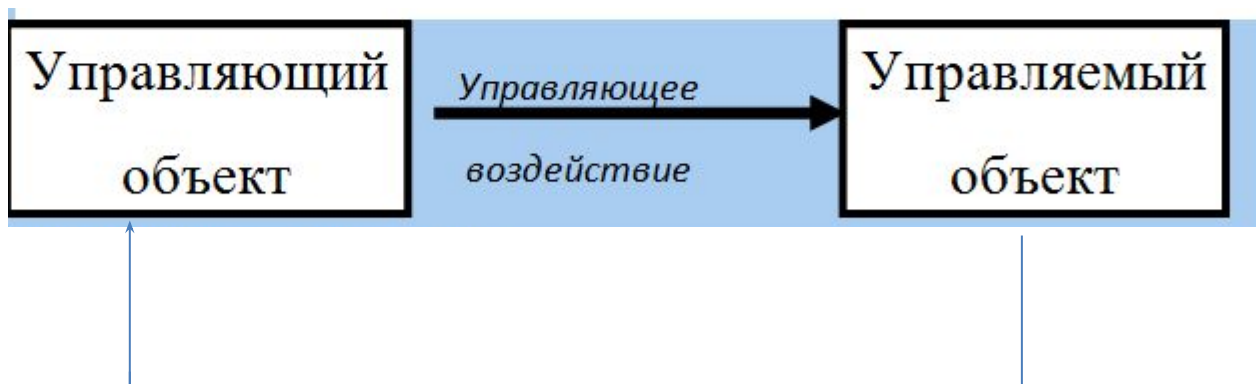 Управляющий
объект
Управляющее
воздействие
Управляемый
объект